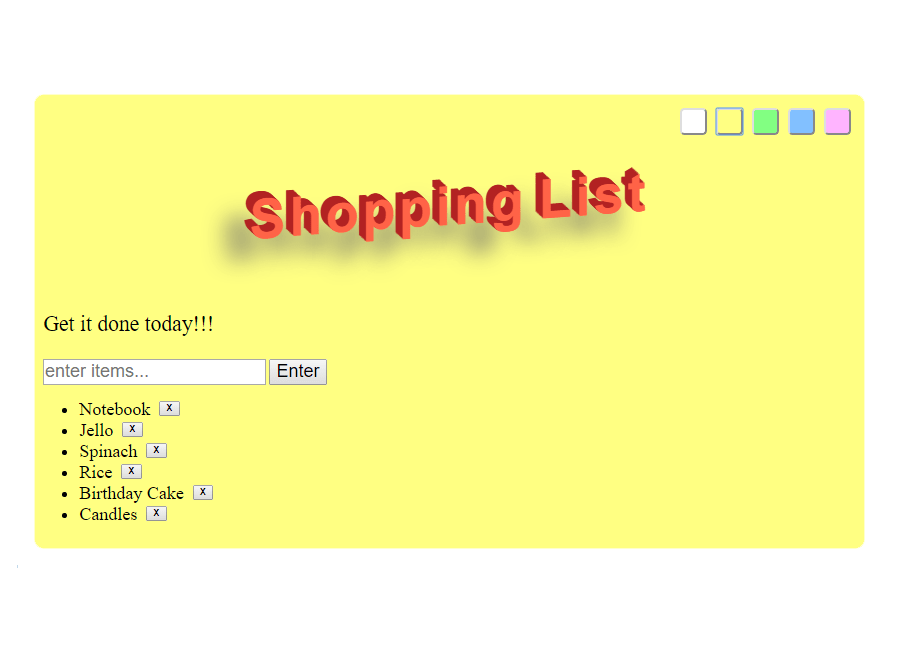 Shopping List
Get it done today!!!
enter items... Enter
Notebook x
Jello x
Spinach x
Rice x
Birthday Cake x
Candles x